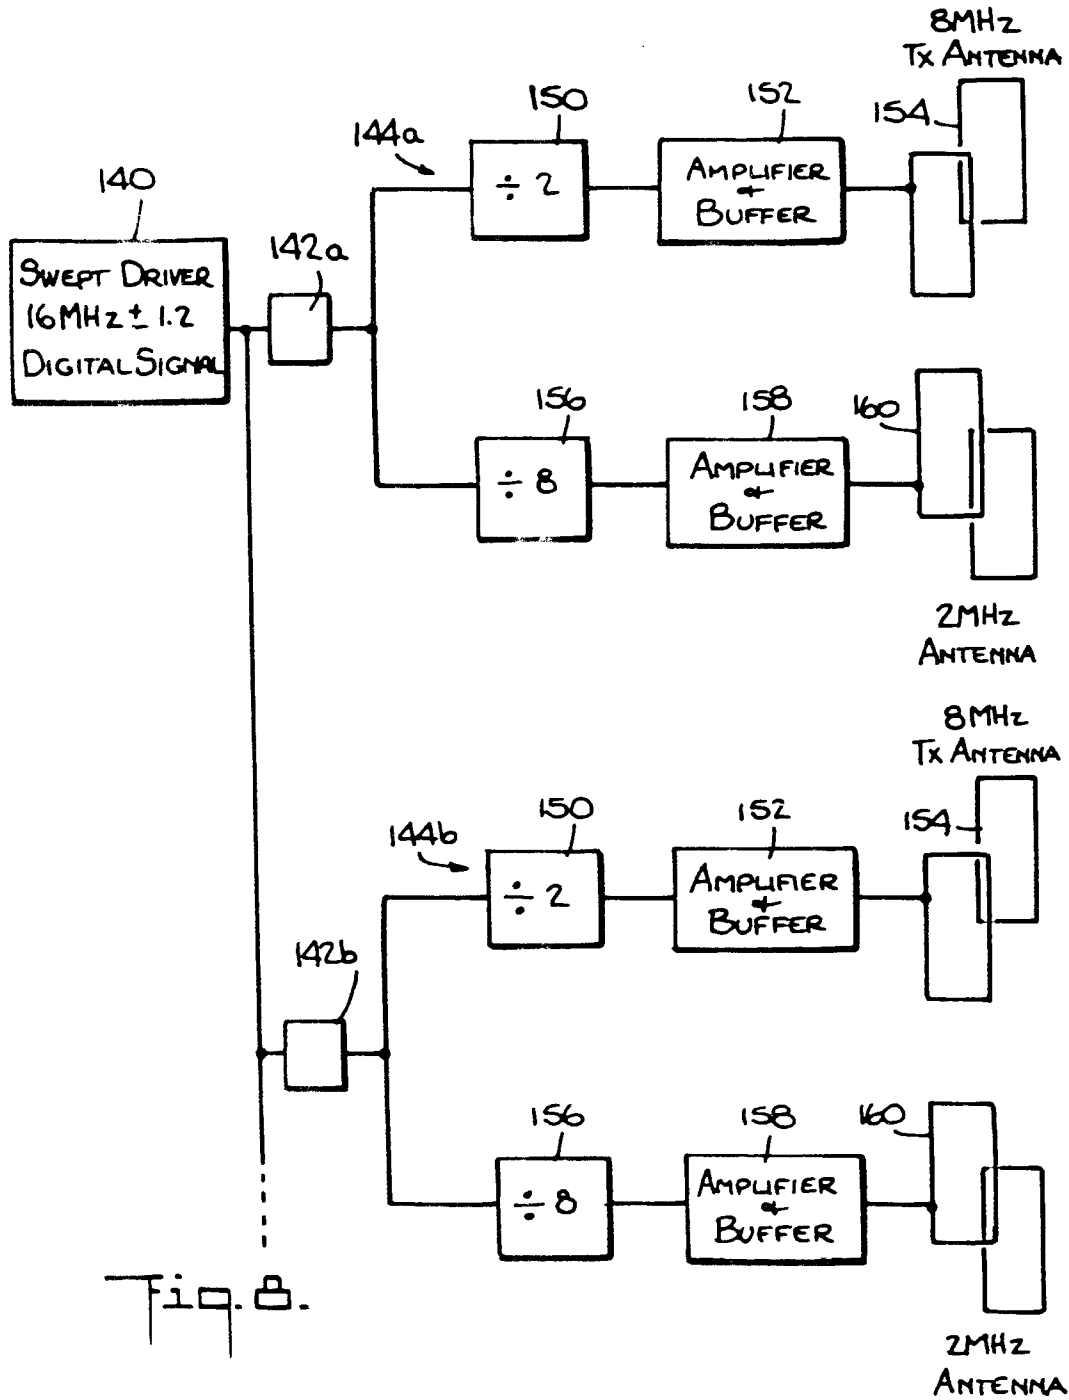 8MHz
Tx Antenna
150
152
154
144a
÷ 2
Amplifier
&
Buffer
140
142a
Swept Driver
16MHz ± 1.2
Digital Signal
156
158
160
÷ 8
Amplifier
&
Buffer
2MHz
Antenna
8MHz
Tx Antenna
150
152
154
144b
÷ 2
Amplifier
&
Buffer
142b
156
158
160
÷ 8
Amplifier
&
Buffer
Fig. 8.
2MHz
Antenna